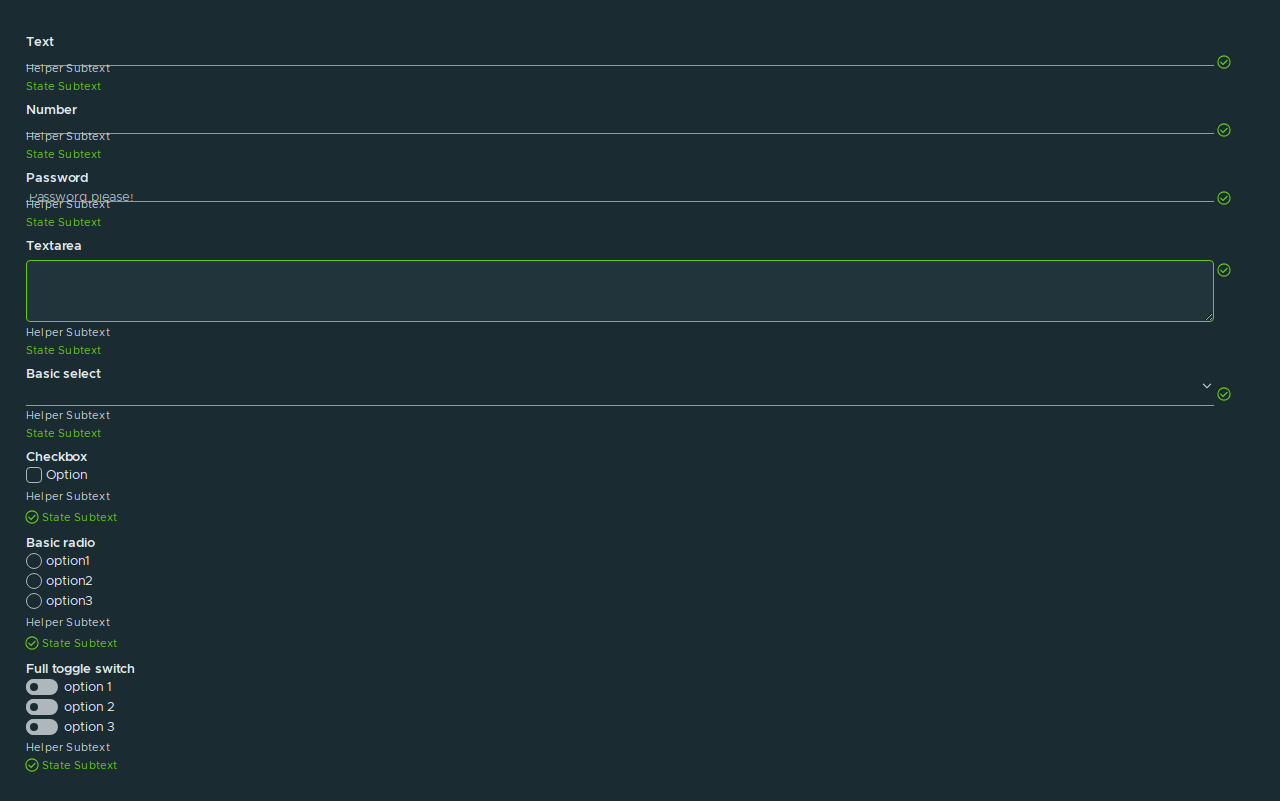 Text
Helper Subtext
State Subtext
Number
Helper Subtext
State Subtext
Password
Password please!
Helper Subtext
State Subtext
Textarea
Helper Subtext
State Subtext
Basic select
Helper Subtext
State Subtext
Checkbox
Option
Helper Subtext
State Subtext
Basic radio
option1
option2
option3
Helper Subtext
State Subtext
Full toggle switch
option 1
option 2
option 3
Helper Subtext
State Subtext